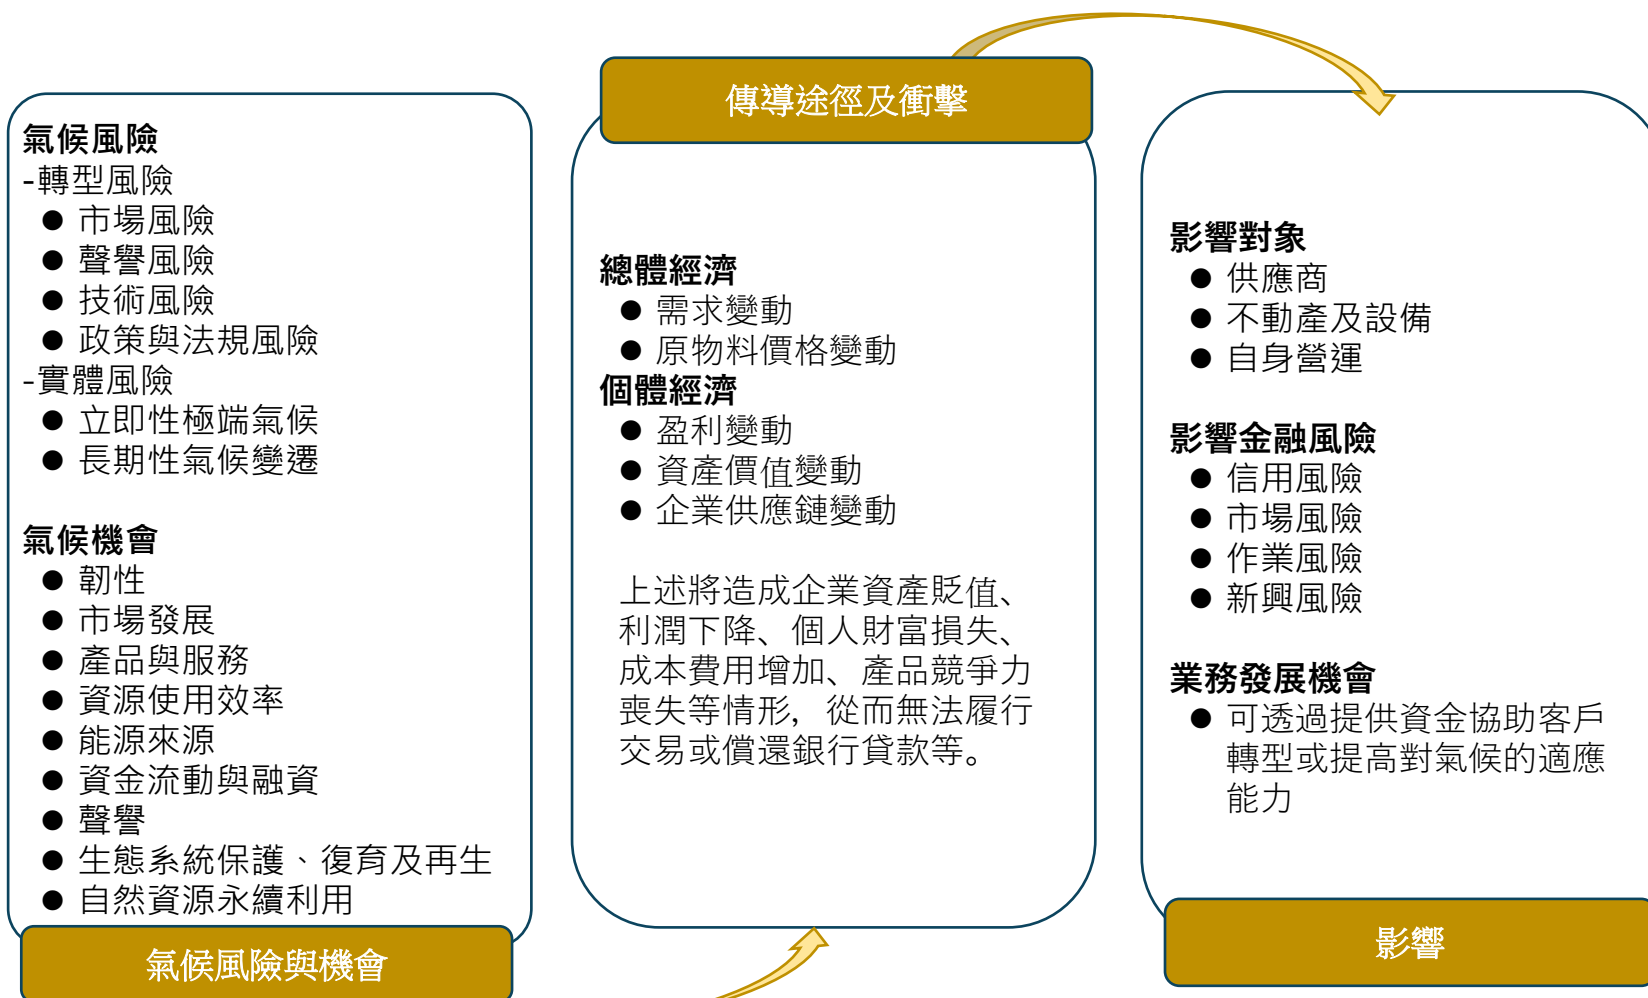 氣候風險
-轉型風險
● 市場風險
● 聲譽風險
● 技術風險
● 政策與法規風險
-實體風險
● 立即性極端氣候
● 長期性氣候變遷
氣候機會
● 韌性
● 市場發展
● 產品與服務
● 資源使用效率
● 能源來源
● 資金流動與融資
● 聲譽
● 生態系統保護、復育及再生
● 自然資源永續利用
氣候風險與機會
傳導途徑及衝擊
總體經濟
● 需求變動
● 原物料價格變動
個體經濟
● 盈利變動
● 資產價值變動
● 企業供應鏈變動
上述將造成企業資產貶值、
利潤下降、個人財富損失、
成本費用增加、產品競爭力
喪失等情形，從而無法履行
交易或償還銀行貸款等。
影響對象
● 供應商
● 不動產及設備
● 自身營運
影響金融風險
● 信用風險
● 市場風險
● 作業風險
● 新興風險
業務發展機會
● 可透過提供資金協助客戶
轉型或提高對氣候的適應
能力
影響